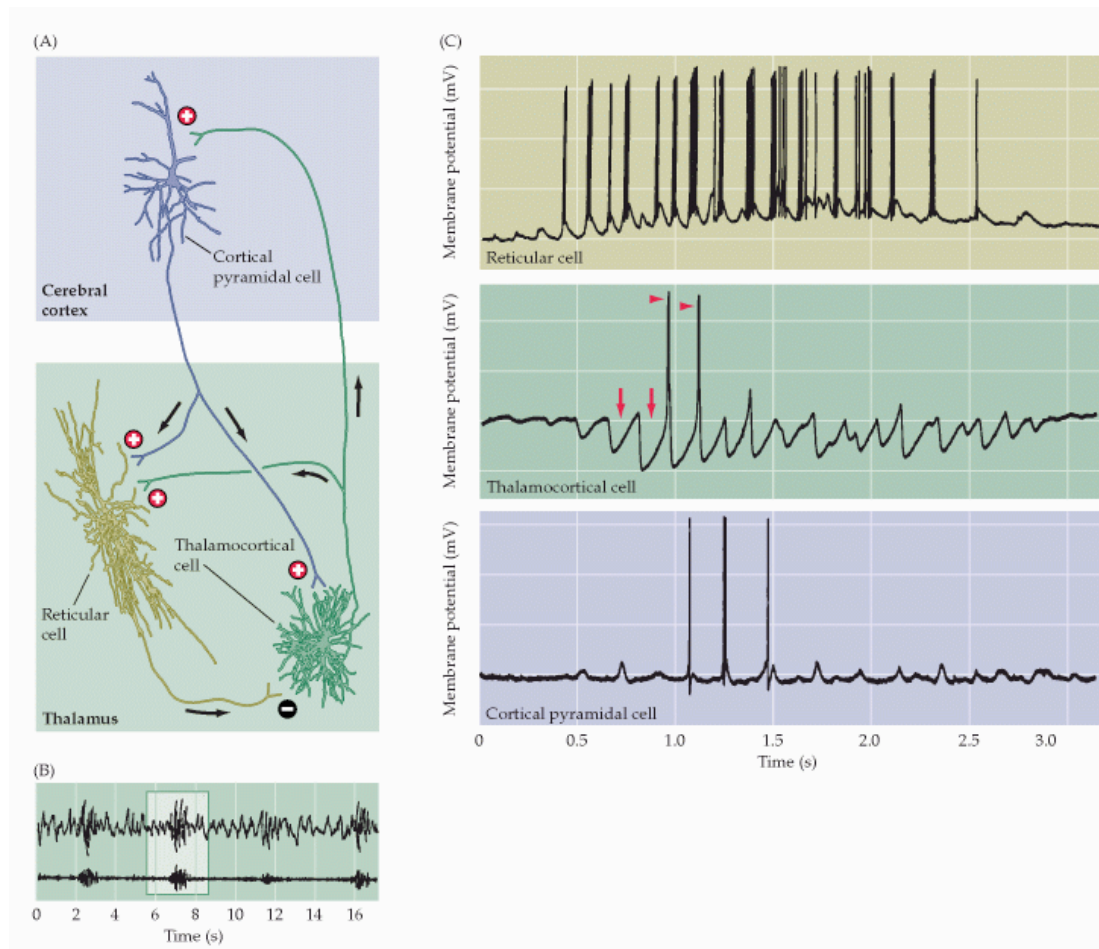 (A)
+
Cortical
pyramidal cell
Cerebral
cortex
+
+
Thalamocortical
cell
+
Reticular
cell
Thalamus
−
(B)
0 2 4 6 8 10 12 14 16
Time (s)
(C)
Membrane potential (mV)
Reticular cell
Membrane potential (mV)
Thalamocortical cell
Membrane potential (mV)
Cortical pyramidal cell
0 0.5 1.0 1.5 2.0 2.5 3.0
Time (s)